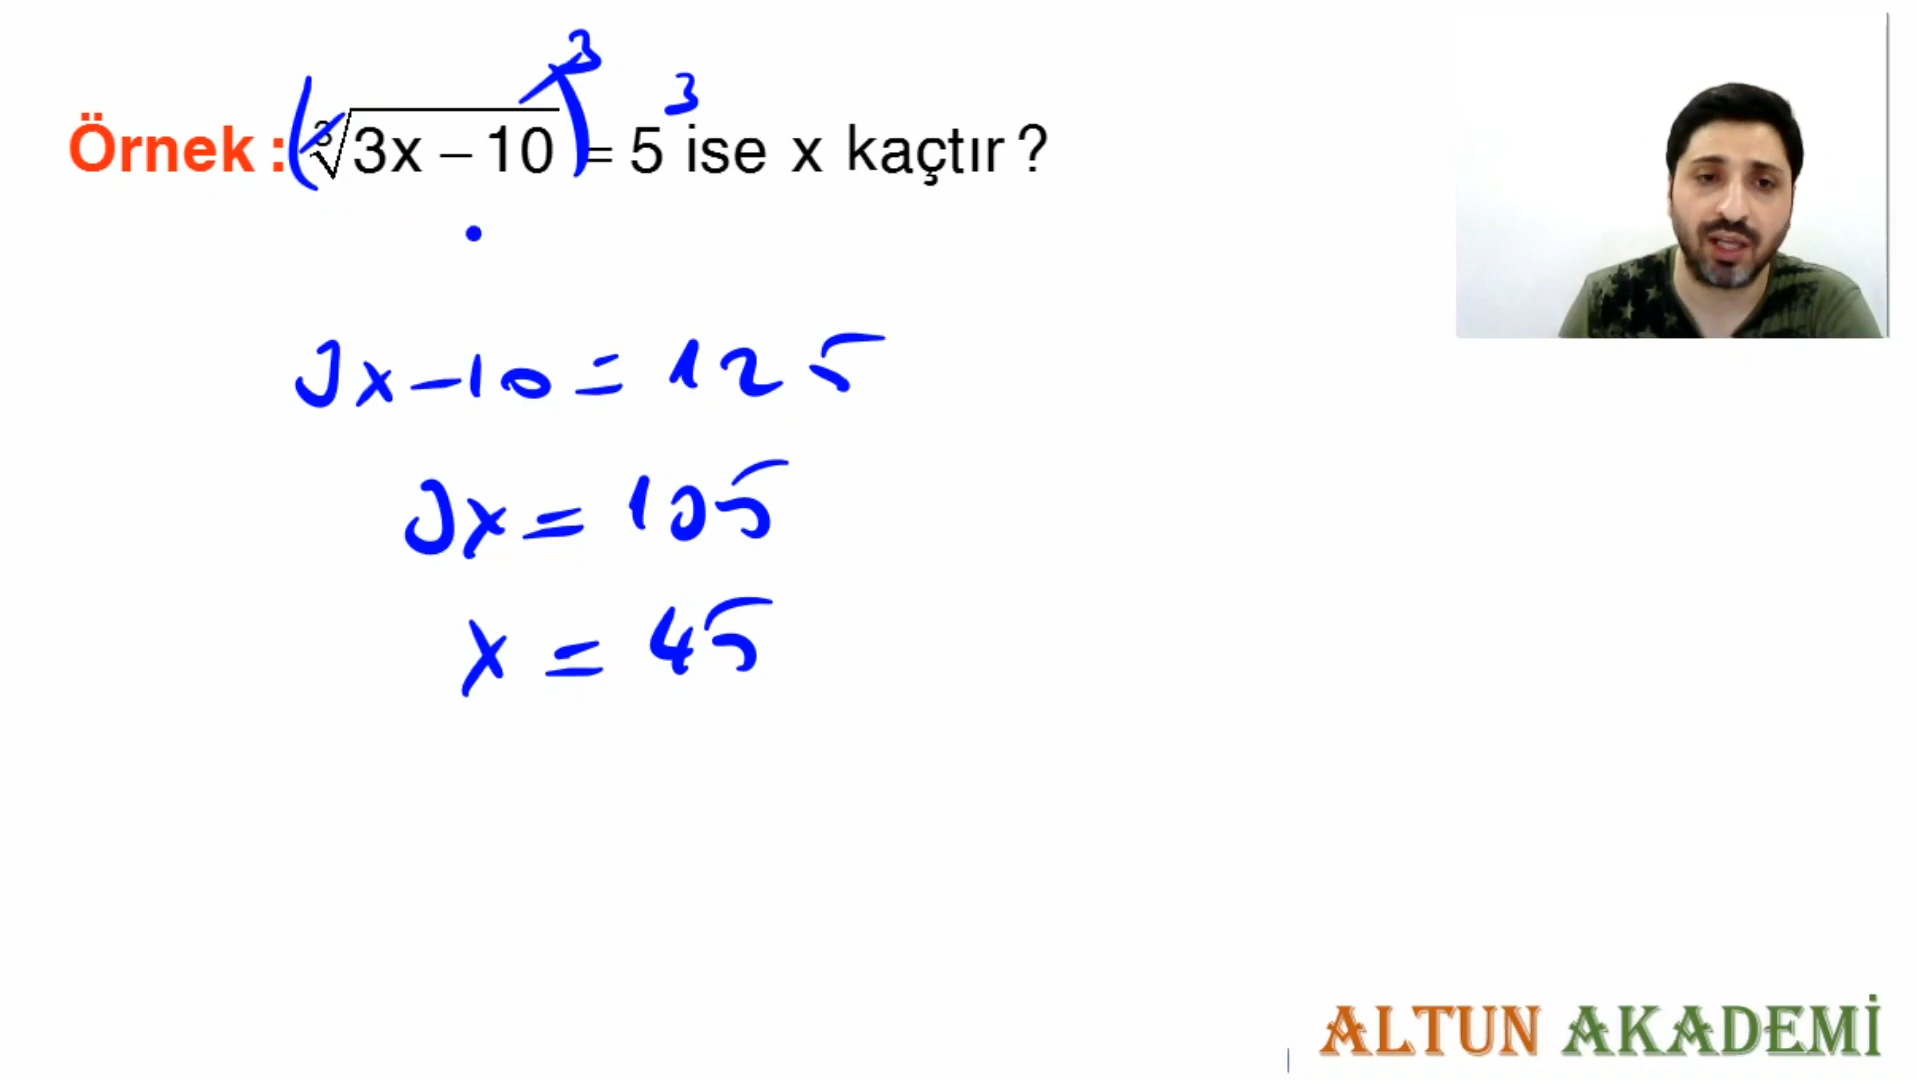 Örnek : (∛(3x – 10))³ = 5³ ise x kaçtır ?
3x – 10 = 125
3x = 105
x = 45
ALTUN AKADEMİ